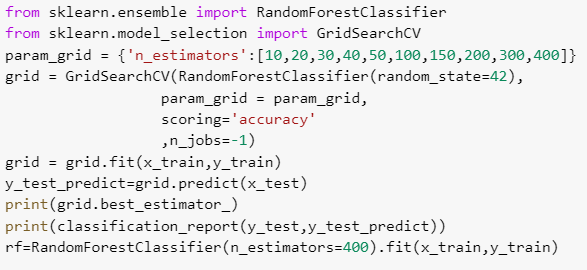 from sklearn.ensemble import RandomForestClassifier
from sklearn.model_selection import GridSearchCV
param_grid = {'n_estimators':[10,20,30,40,50,100,150,200,300,400]}
grid = GridSearchCV(RandomForestClassifier(random_state=42),
                param_grid = param_grid,
                scoring='accuracy'
                ,n_jobs=-1)
grid = grid.fit(x_train,y_train)
y_test_predict=grid.predict(x_test)
print(grid.best_estimator_)
print(classification_report(y_test,y_test_predict))
rf=RandomForestClassifier(n_estimators=400).fit(x_train,y_train)